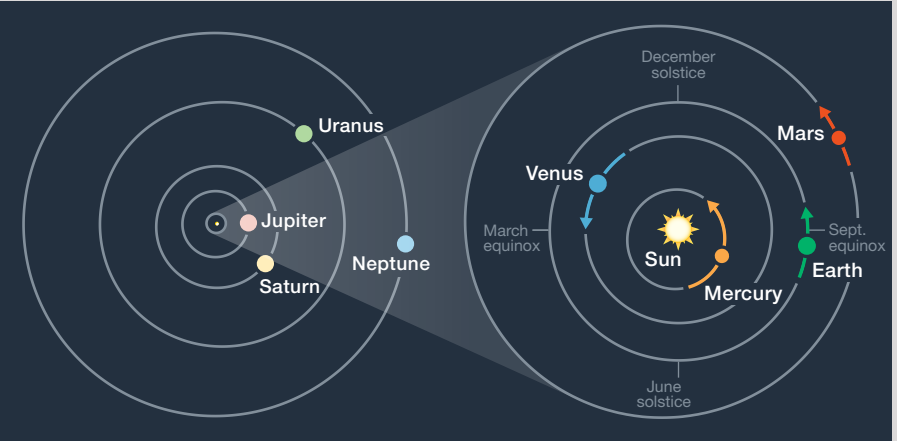 Uranus
Jupiter
Saturn
Neptune
December
solstice
Mars
Venus
March
equinox
Sun
Mercury
Sept.
equinox
Earth
June
solstice